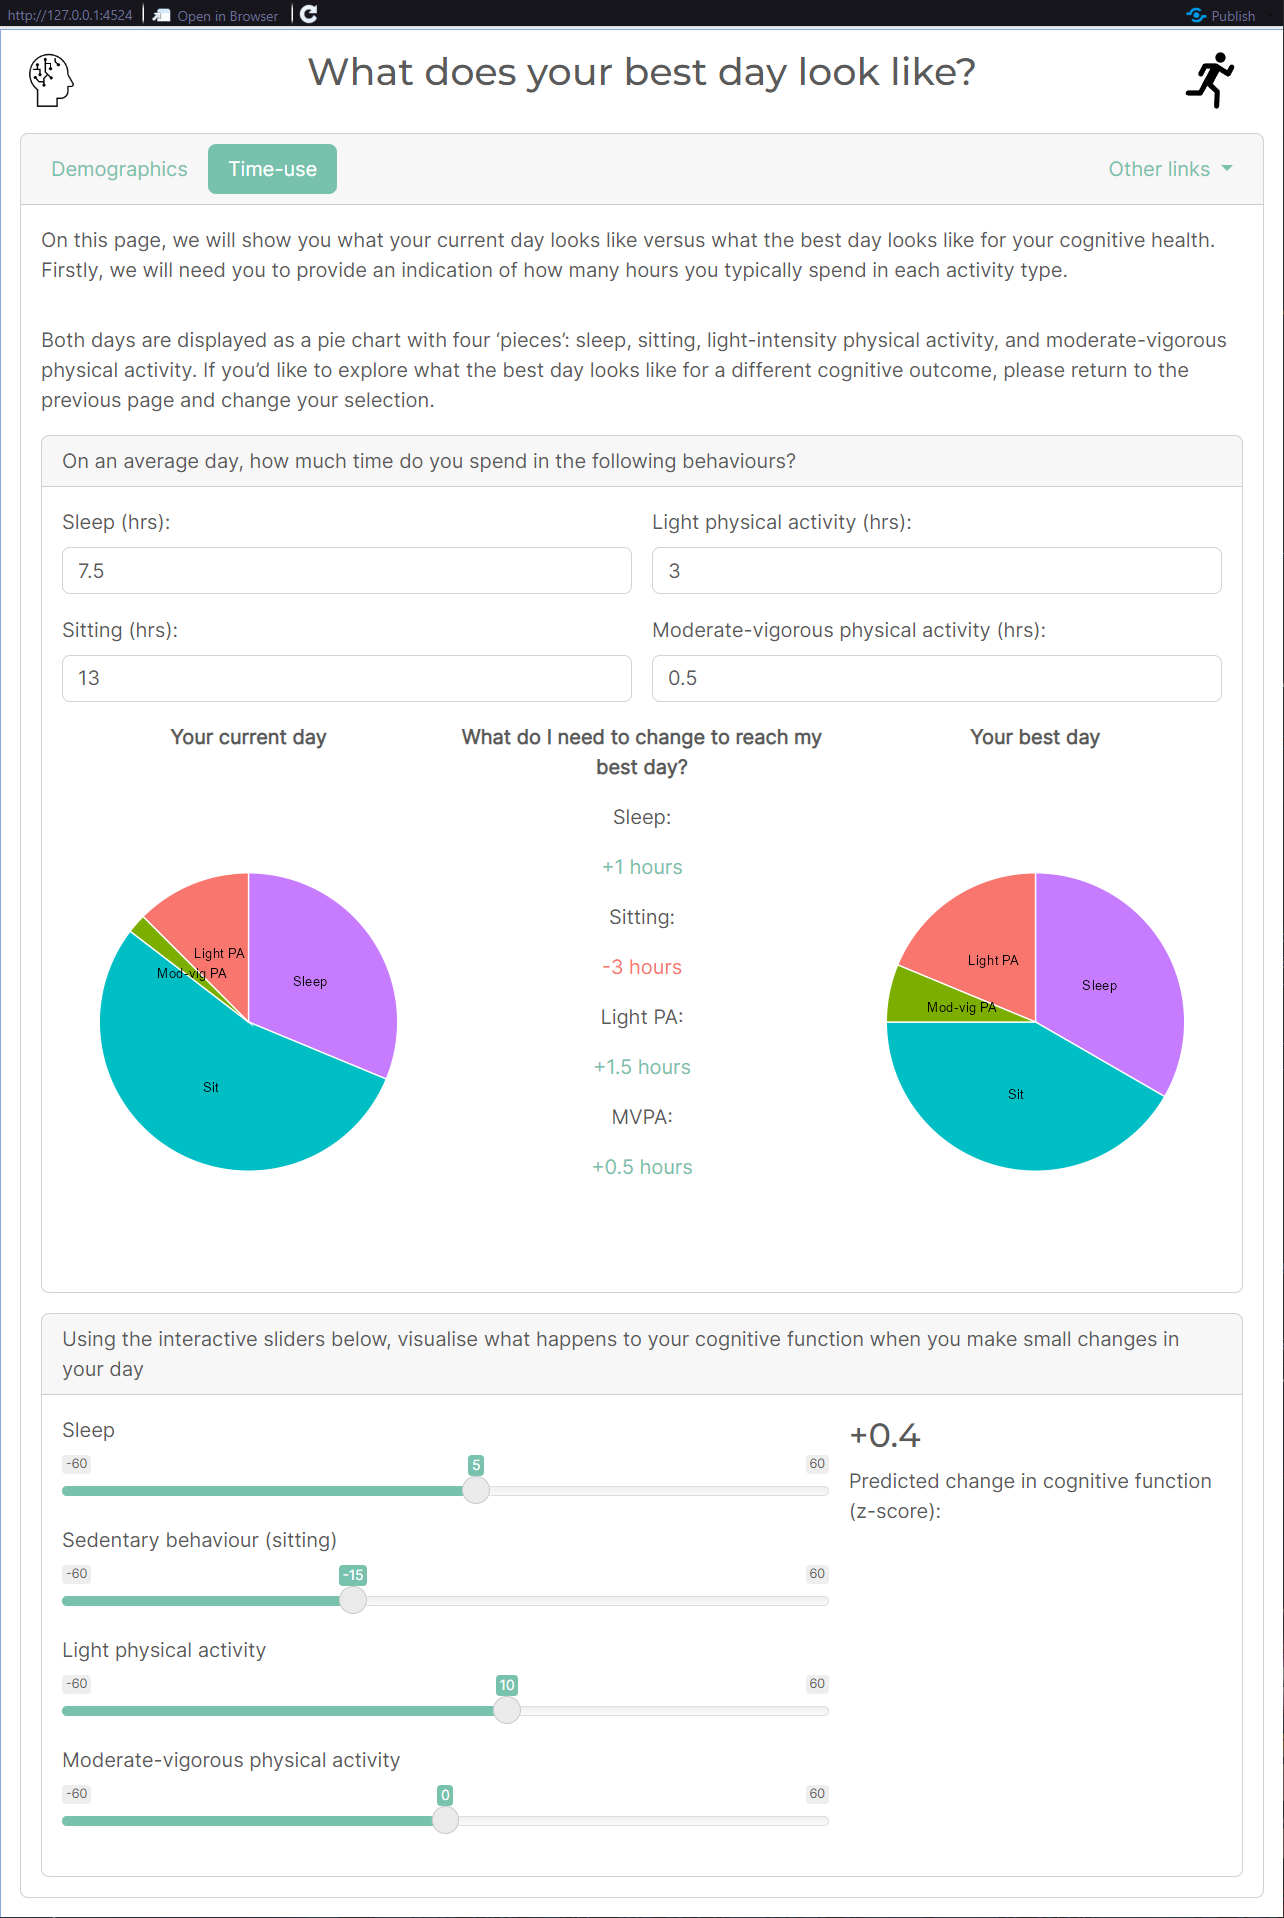 http://127.0.0.1:4524
Open in Browser
Publish
What does your best day look like?
Demographics
Time-use
Other links
On this page, we will show you what your current day looks like versus what the best day looks like for your cognitive health.
Firstly, we will need you to provide an indication of how many hours you typically spend in each activity type.
Both days are displayed as a pie chart with four ‘pieces’: sleep, sitting, light-intensity physical activity, and moderate-vigorous
physical activity. If you’d like to explore what the best day looks like for a different cognitive outcome, please return to the
previous page and change your selection.
On an average day, how much time do you spend in the following behaviours?
Sleep (hrs):
7.5
Light physical activity (hrs):
3
Sitting (hrs):
13
Moderate-vigorous physical activity (hrs):
0.5
Your current day
Light PA
Mod-vig PA
Sleep
Sit
What do I need to change to reach my
best day?
Sleep:
+1 hours
Sitting:
-3 hours
Light PA:
+1.5 hours
MVPA:
+0.5 hours
Your best day
Light PA
Sleep
Mod-vig PA
Sit
Using the interactive sliders below, visualise what happens to your cognitive function when you make small changes in
your day
Sleep
-60
5
60
Sedentary behaviour (sitting)
-60
-15
60
Light physical activity
-60
10
60
Moderate-vigorous physical activity
-60
0
60
+0.4
Predicted change in cognitive function
(z-score):